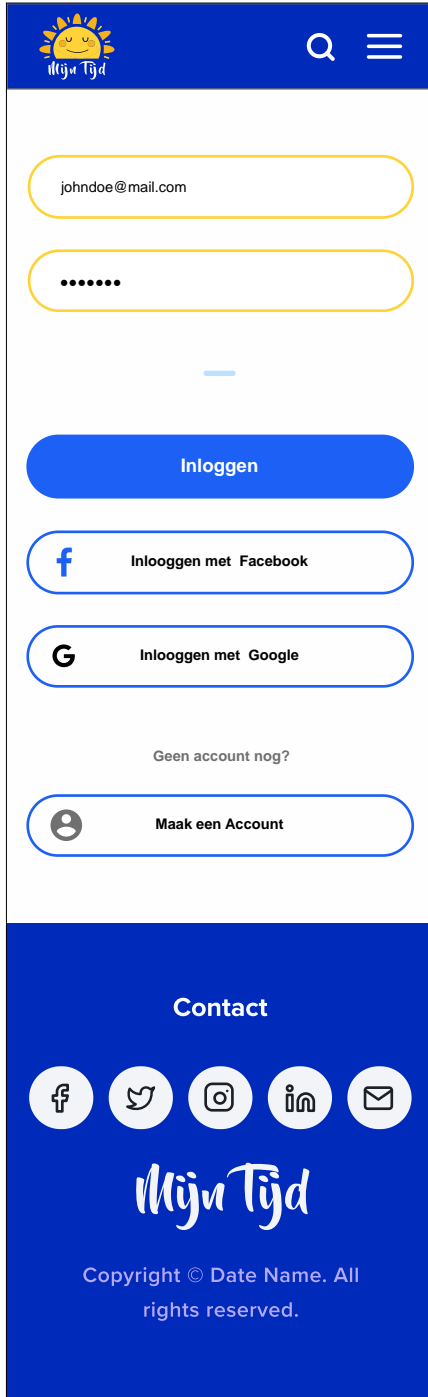 Mijn Tijd
johndoe@mail.com
•••••••
Inloggen
Inlooggen met  Facebook
Inlooggen met  Google
Geen account nog?
Maak een Account
Contact
Mijn Tijd
Copyright © Date Name. All
rights reserved.